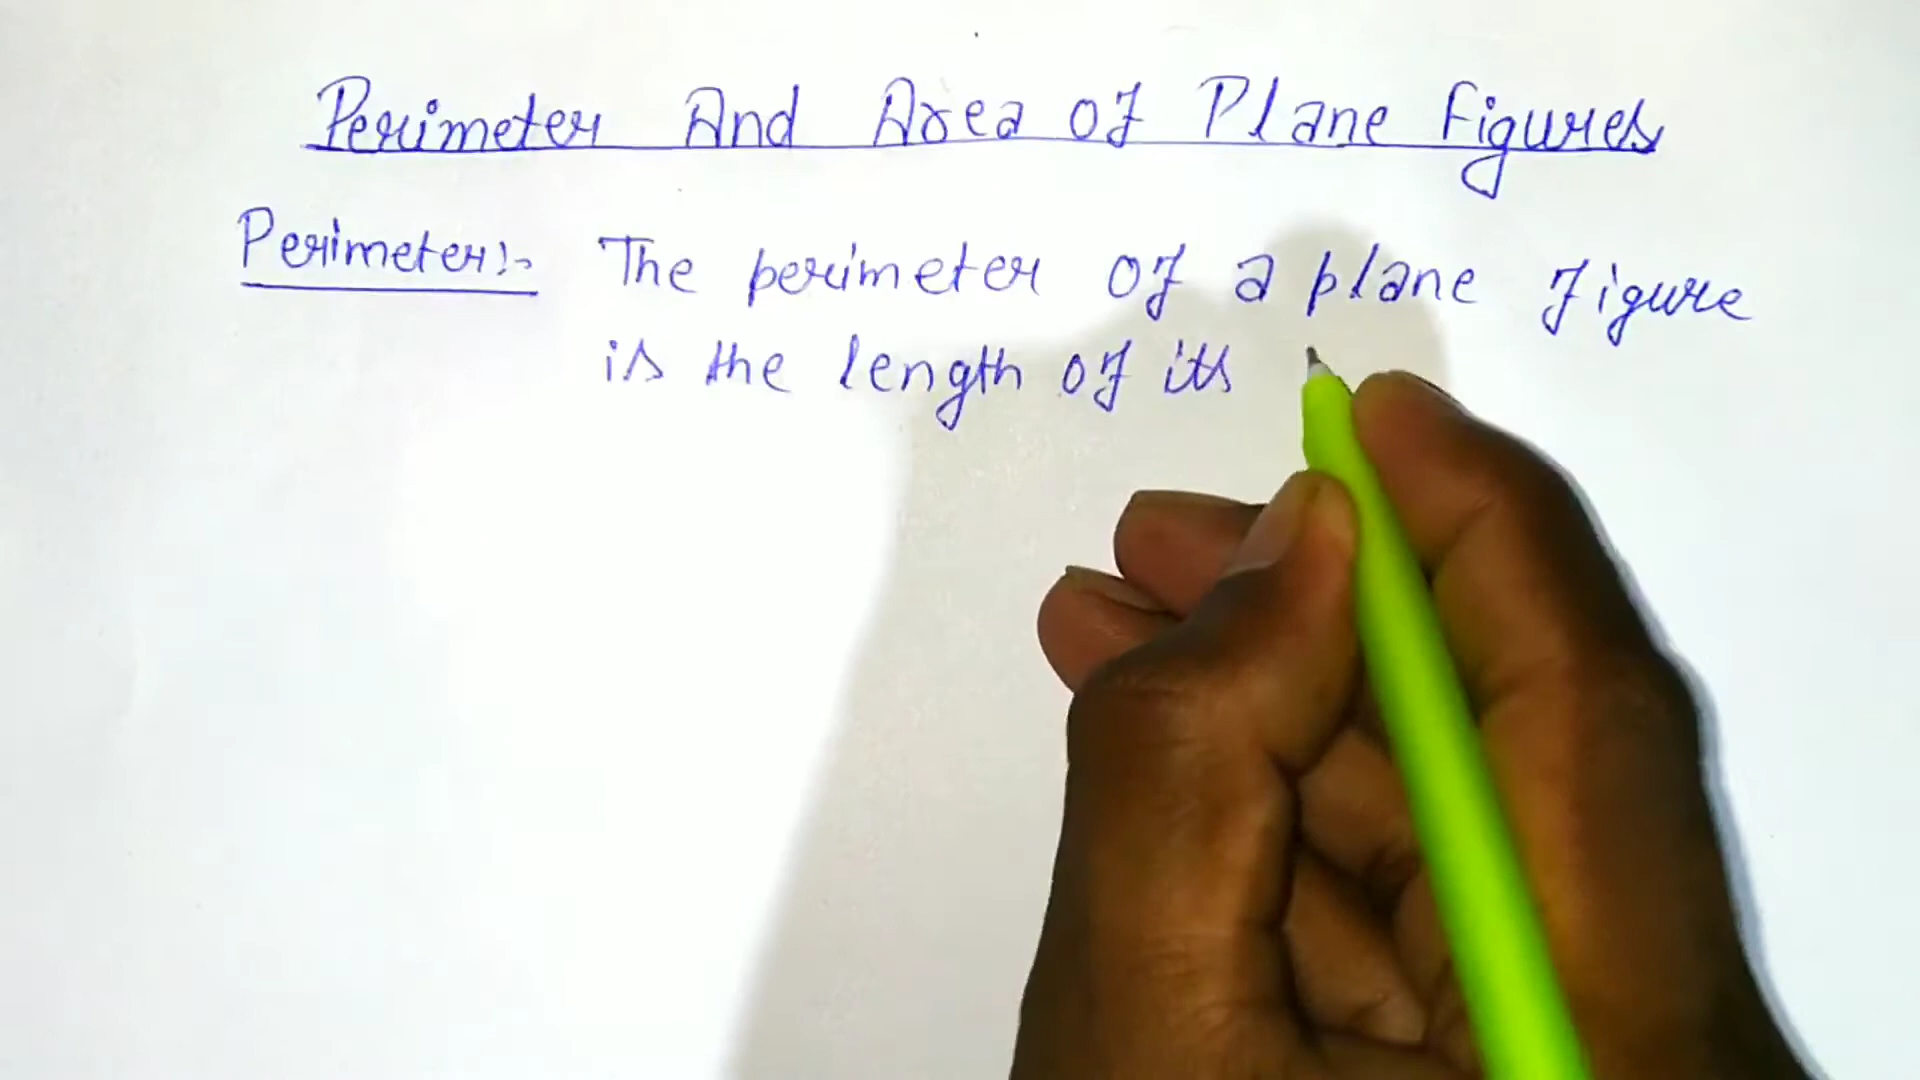 Perimeter And Area Of Plane Figures
Perimeter:- The perimeter of a plane figure
is the length of its